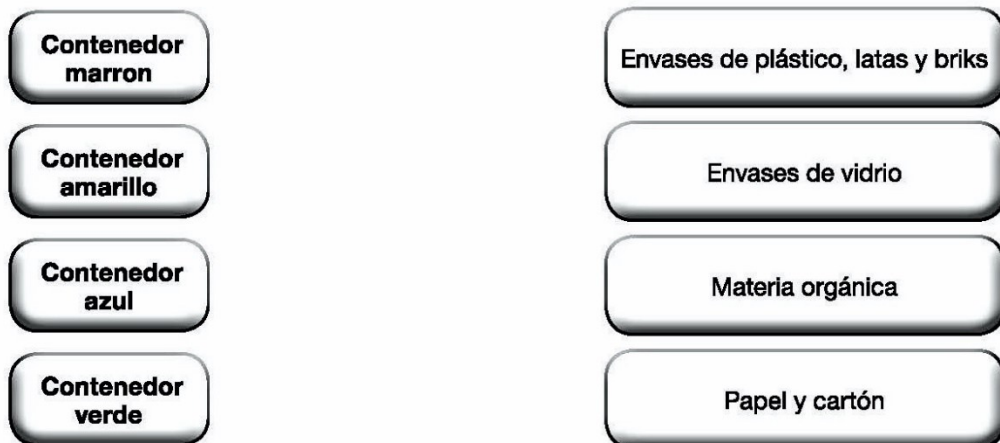 Contenedor
marron
Envases de plástico, latas y briks
Contenedor
amarillo
Envases de vidrio
Contenedor
azul
Materia orgánica
Contenedor
verde
Papel y cartón